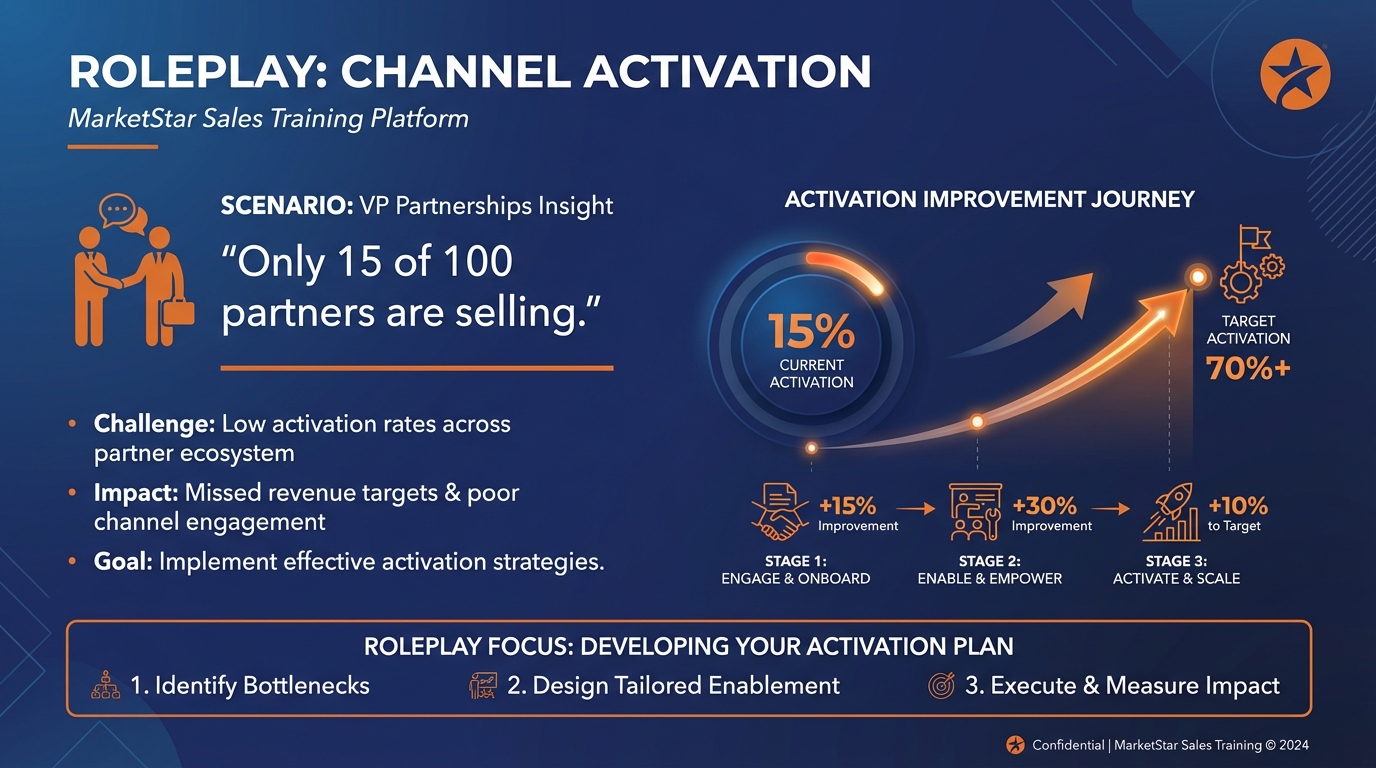 ROLEPLAY: CHANNEL ACTIVATION
MarketStar Sales Training Platform
SCENARIO: VP Partnerships Insight
“Only 15 of 100
partners are selling.”
• Challenge: Low activation rates across
partner ecosystem
• Impact: Missed revenue targets & poor
channel engagement
• Goal: Implement effective activation strategies.
ACTIVATION IMPROVEMENT JOURNEY
15%
CURRENT
ACTIVATION
TARGET
ACTIVATION
70%+
+15%
Improvement
STAGE 1:
ENGAGE & ONBOARD
+30%
Improvement
STAGE 2:
ENABLE & EMPOWER
+10%
to Target
STAGE 3:
ACTIVATE & SCALE
ROLEPLAY FOCUS: DEVELOPING YOUR ACTIVATION PLAN
1. Identify Bottlenecks
2. Design Tailored Enablement
3. Execute & Measure Impact
Confidential | MarketStar Sales Training © 2024